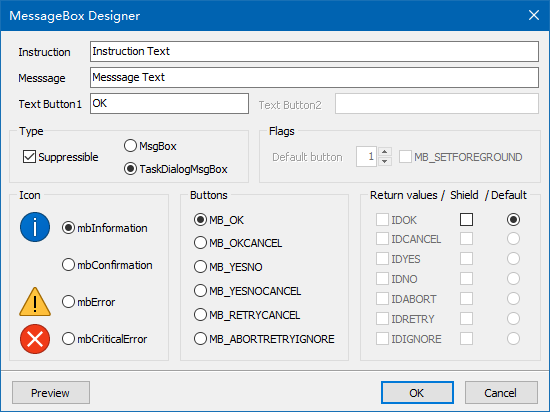 MessageBox Designer
Instruction Instruction Text
Messsage Messsage Text
Text Button1 OK Text Button2
Type
Suppressible
MsgBox
TaskDialogMsgBox
Flags
Default button 1 MB_SETFOREGROUND
Icon
mbInformation
mbConfirmation
mbError
mbCriticalError
Buttons
MB_OK
MB_OKCANCEL
MB_YESNO
MB_YESNOCANCEL
MB_RETRYCANCEL
MB_ABORTRETRYIGNORE
Return values / Shield / Default
IDOK
IDCANCEL
IDYES
IDNO
IDABORT
IDRETRY
IDIGNORE
Preview OK Cancel